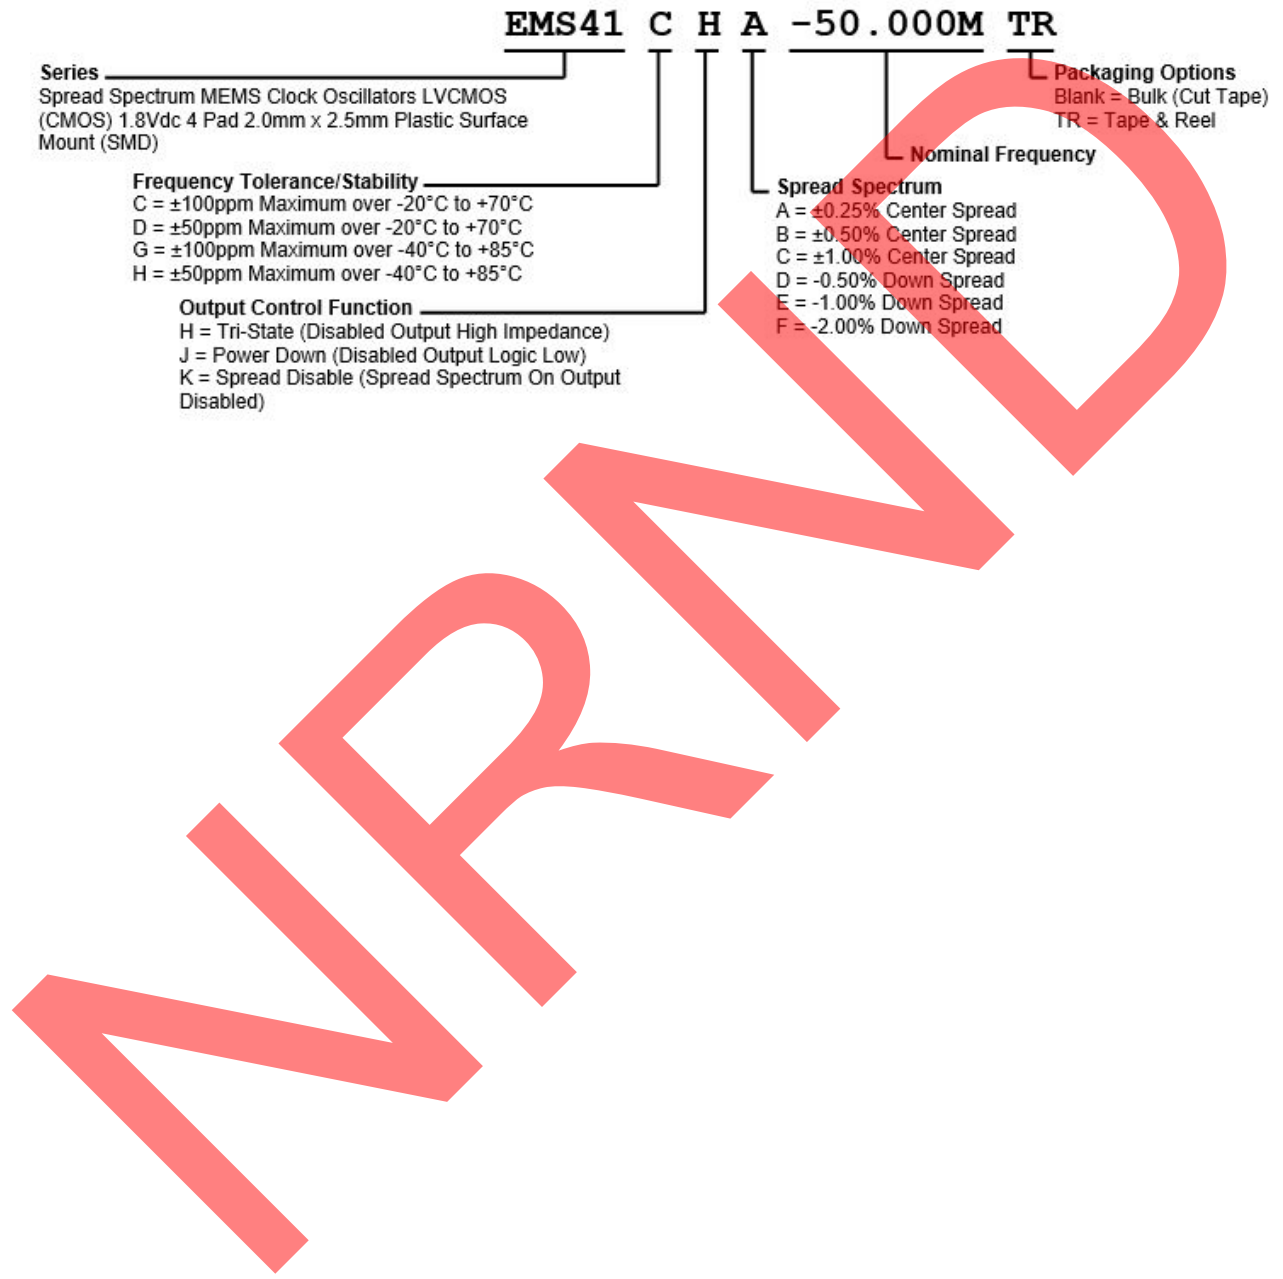 EMS41 C H A -50.000M TR
Series
Spread Spectrum MEMS Clock Oscillators LVCMOS
(CMOS) 1.8Vdc 4 Pad 2.0mm x 2.5mm Plastic Surface
Mount (SMD)
Packaging Options
Blank = Bulk (Cut Tape)
TR = Tape & Reel
Nominal Frequency
Frequency Tolerance/Stability
C = ±100ppm Maximum over -20°C to +70°C
D = ±50ppm Maximum over -20°C to +70°C
G = ±100ppm Maximum over -40°C to +85°C
H = ±50ppm Maximum over -40°C to +85°C
Spread Spectrum
A = ±0.25% Center Spread
B = ±0.50% Center Spread
C = ±1.00% Center Spread
D = -0.50% Down Spread
E = -1.00% Down Spread
F = -2.00% Down Spread
Output Control Function
H = Tri-State (Disabled Output High Impedance)
J = Power Down (Disabled Output Logic Low)
K = Spread Disable (Spread Spectrum On Output
Disabled)
NRND